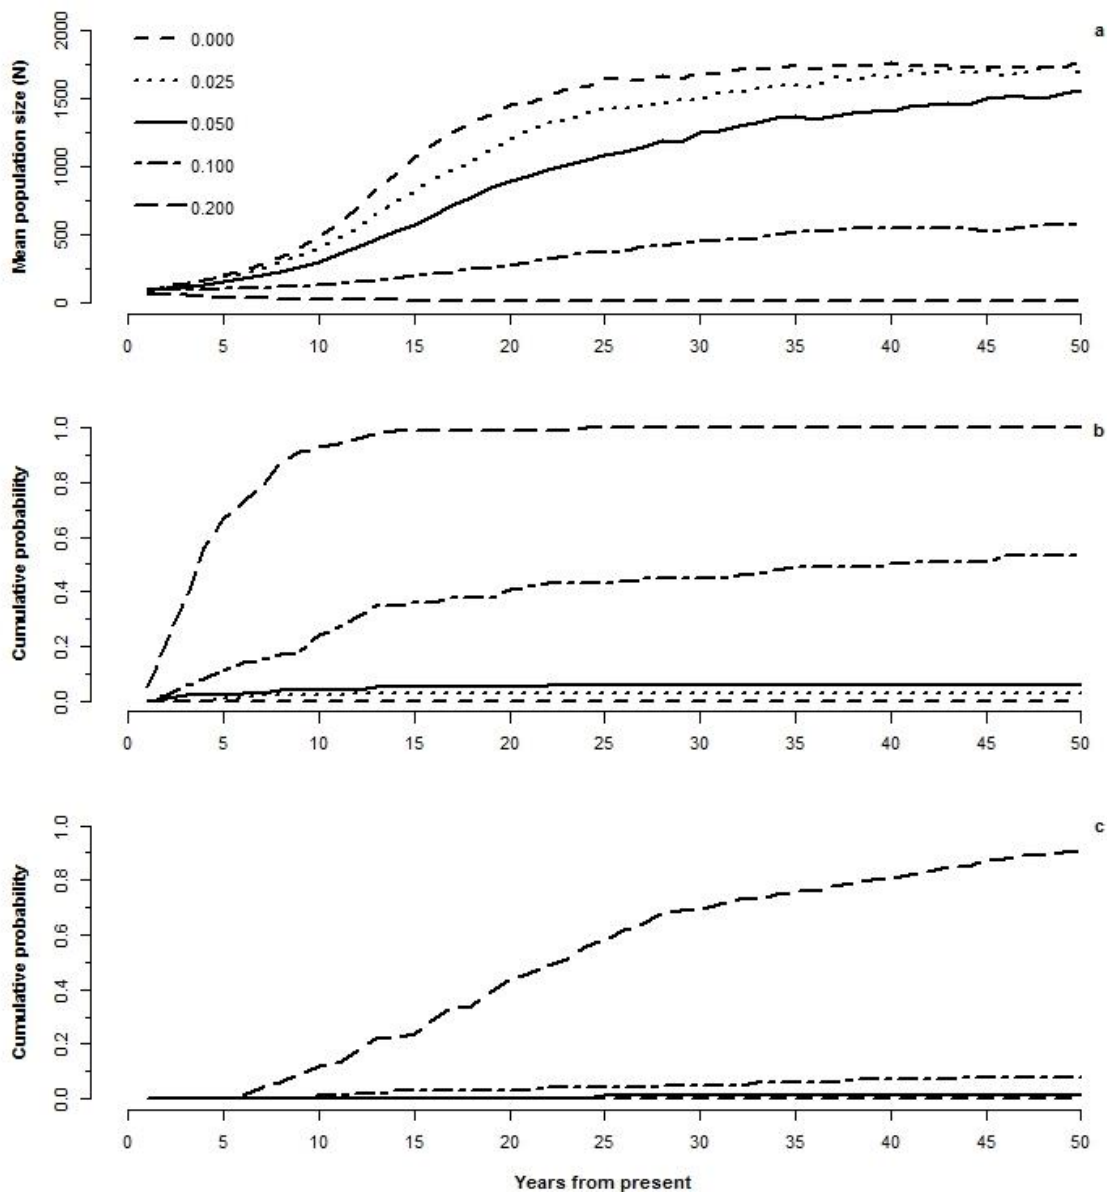 a
Mean population size (N)
2000
1500
1000
500
0
0.000
0.025
0.050
0.100
0.200
0 5 10 15 20 25 30 35 40 45 50
b
Cumulative probability
1.0
0.8
0.6
0.4
0.2
0.0
0 5 10 15 20 25 30 35 40 45 50
c
Cumulative probability
1.0
0.8
0.6
0.4
0.2
0.0
0 5 10 15 20 25 30 35 40 45 50
Years from present